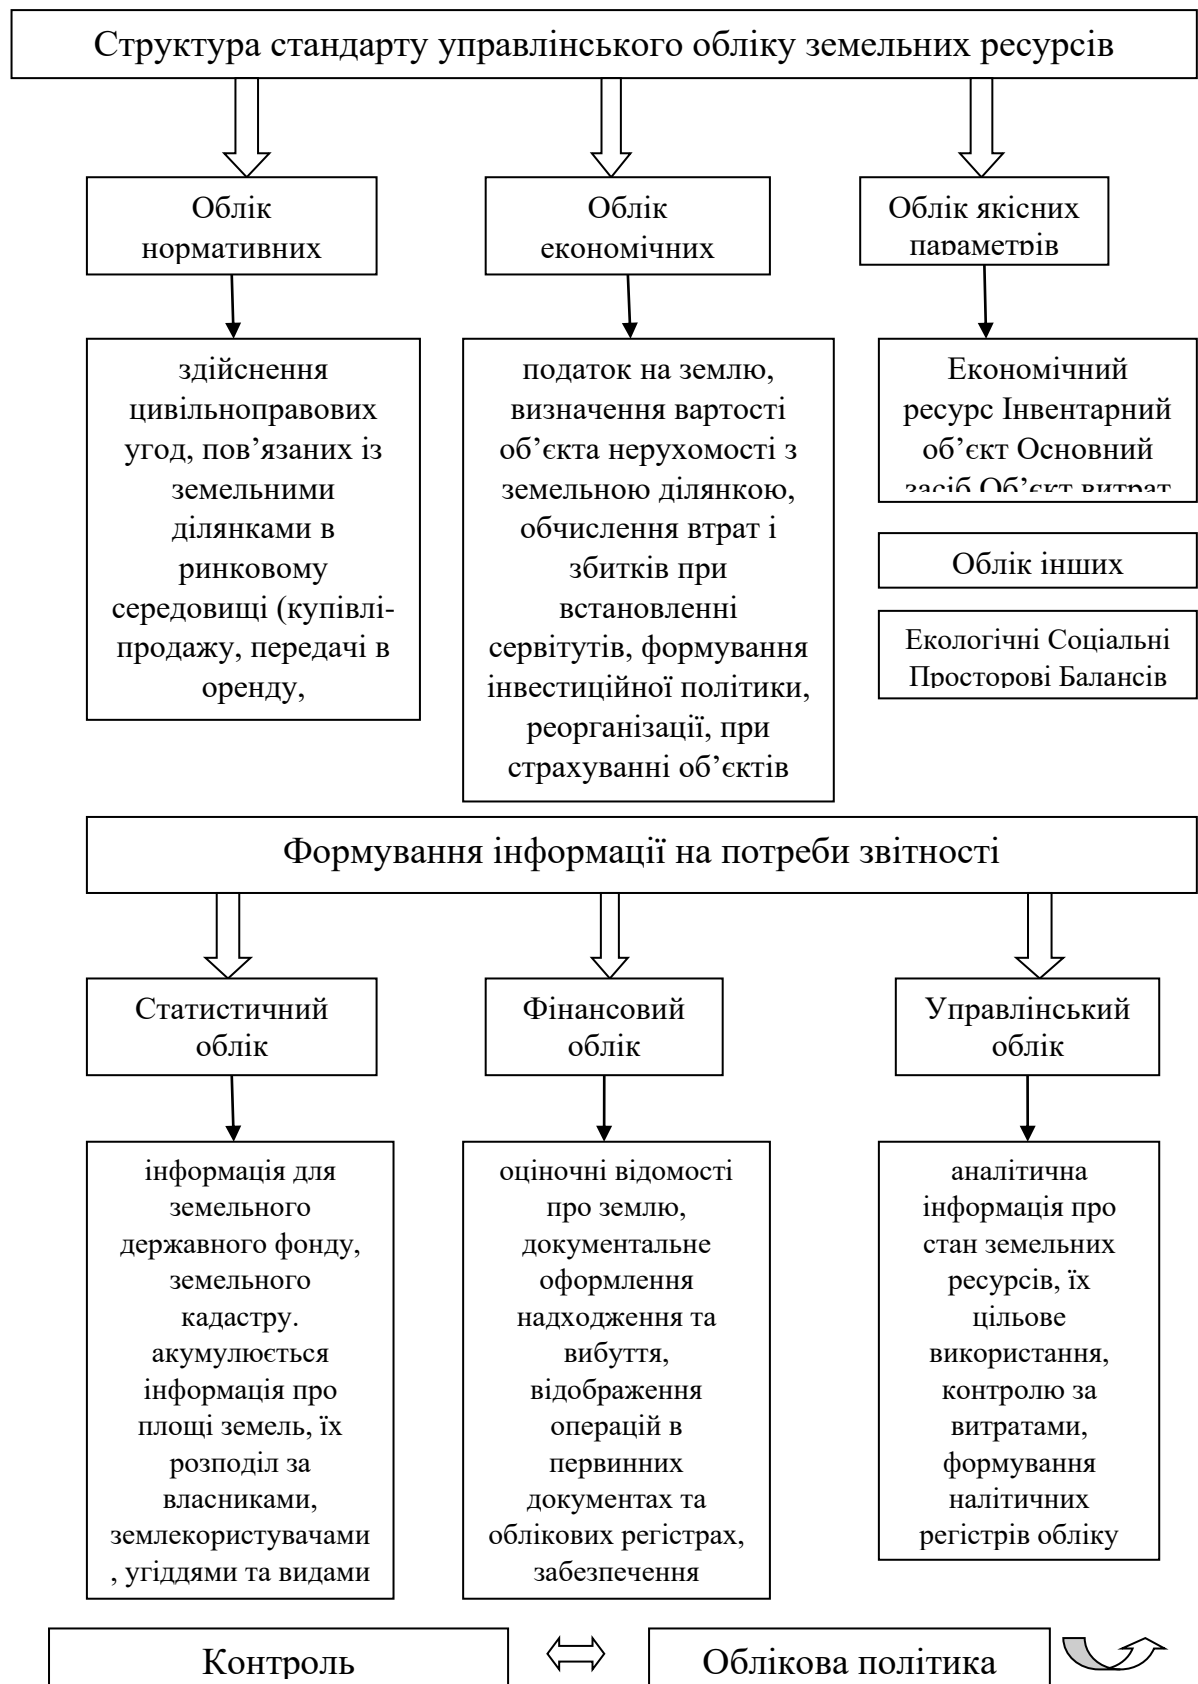 Структура стандарту управлінського обліку земельних ресурсів
Облік
нормативних
Облік
економічних
Облік якісних
параметрів
здійснення
цивільноправових
угод, пов’язаних із
земельними
ділянками в
ринковому
середовищі (купівлі-
продажу, передачі в
оренду,
податок на землю,
визначення вартості
об’єкта нерухомості з
земельною ділянкою,
обчислення втрат і
збитків при
встановленні
сервітутів, формування
інвестиційної політики,
реорганізації, при
страхуванні об’єктів
Економічний
ресурс Інвентарний
об’єкт Основний
засіб Об’єкт витрат
Облік інших
Екологічні Соціальні
Просторові Балансів
Формування інформації на потреби звітності
Статистичний
облік
Фінансовий
облік
Управлінський
облік
інформація для
земельного
державного фонду,
земельного
кадастру.
акумулюється
інформація про
площі земель, їх
розподіл за
власниками,
землекористувачами
, угіддями та видами
оціночні відомості
про землю,
документальне
оформлення
надходження та
вибуття,
відображення
операцій в
первинних
документах та
облікових регістрах,
забезпечення
аналітична
інформація про
стан земельних
ресурсів, їх
цільове
використання,
контролю за
витратами,
формування
налітичних
регістрів обліку
Контроль
Облікова політика